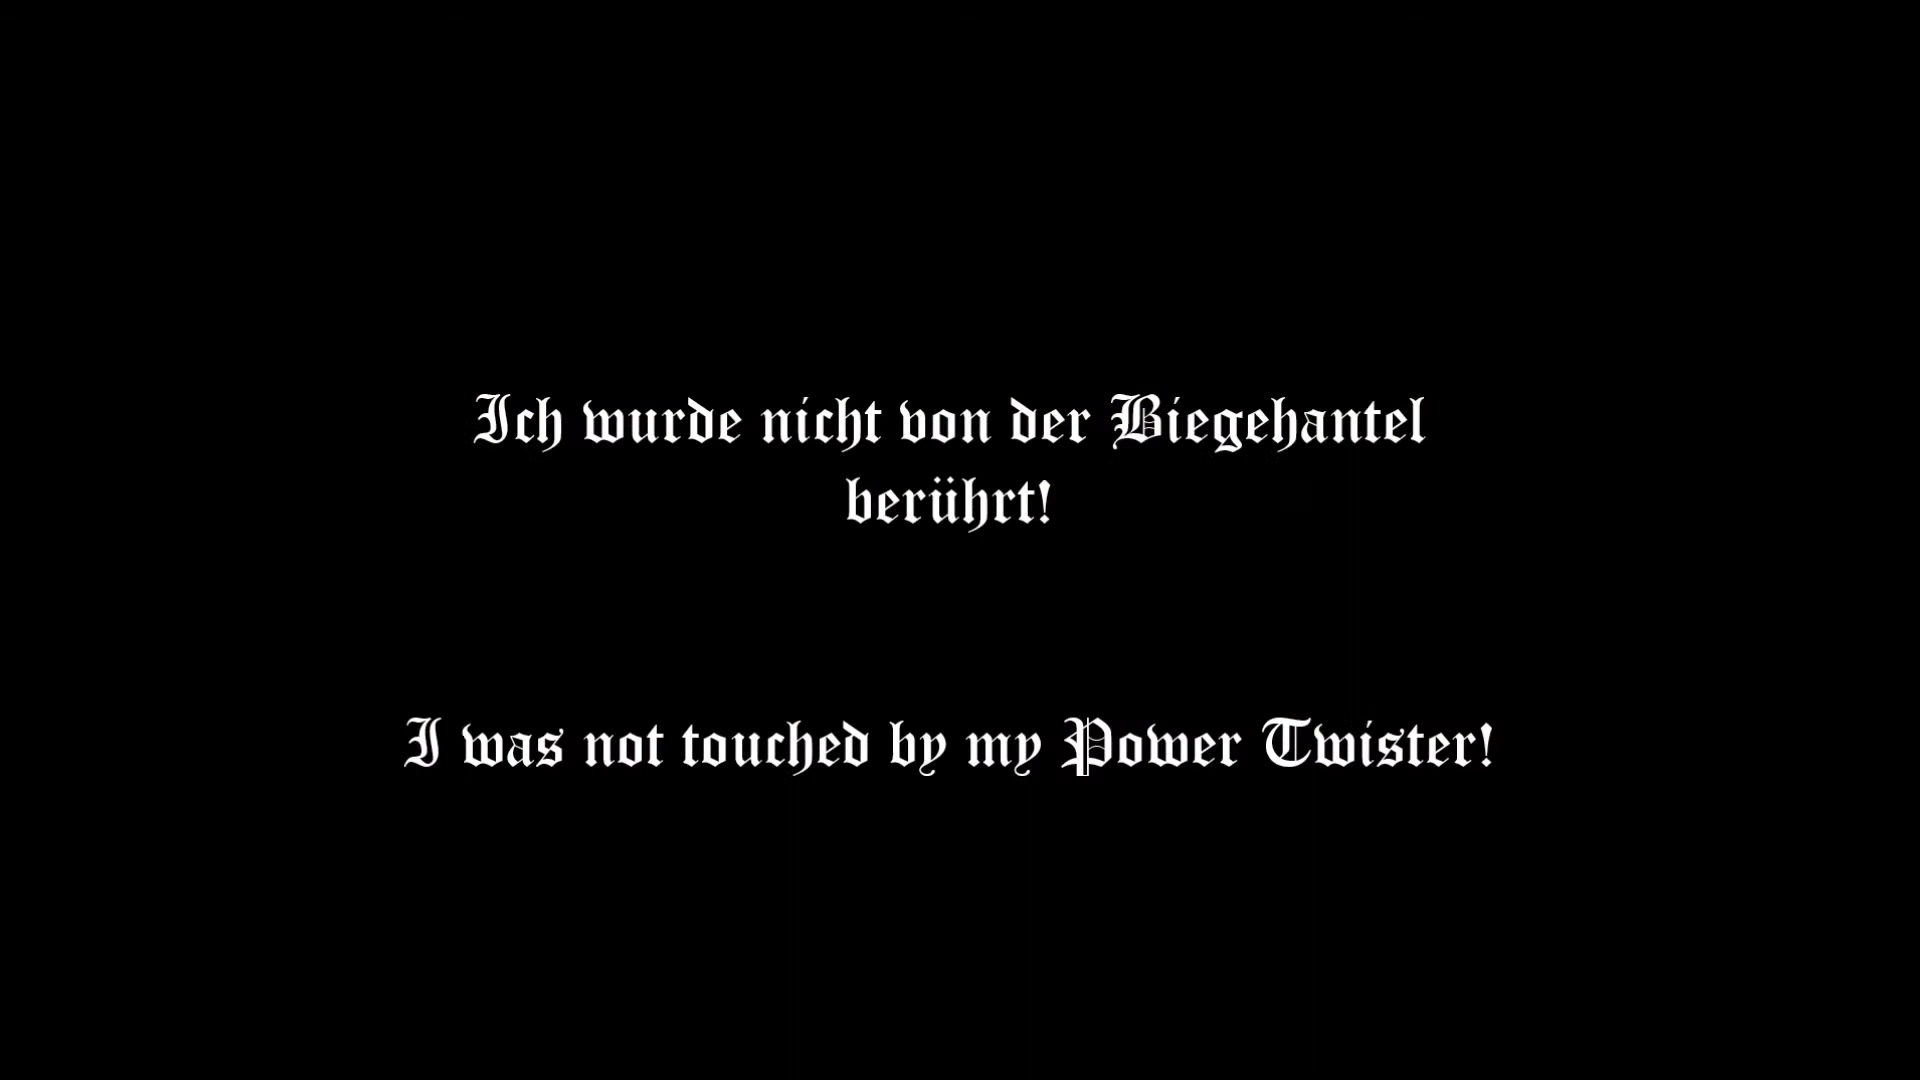 Ich wurde nicht von der Biegehantel
berührt!
I was not touched by my Power Twister!